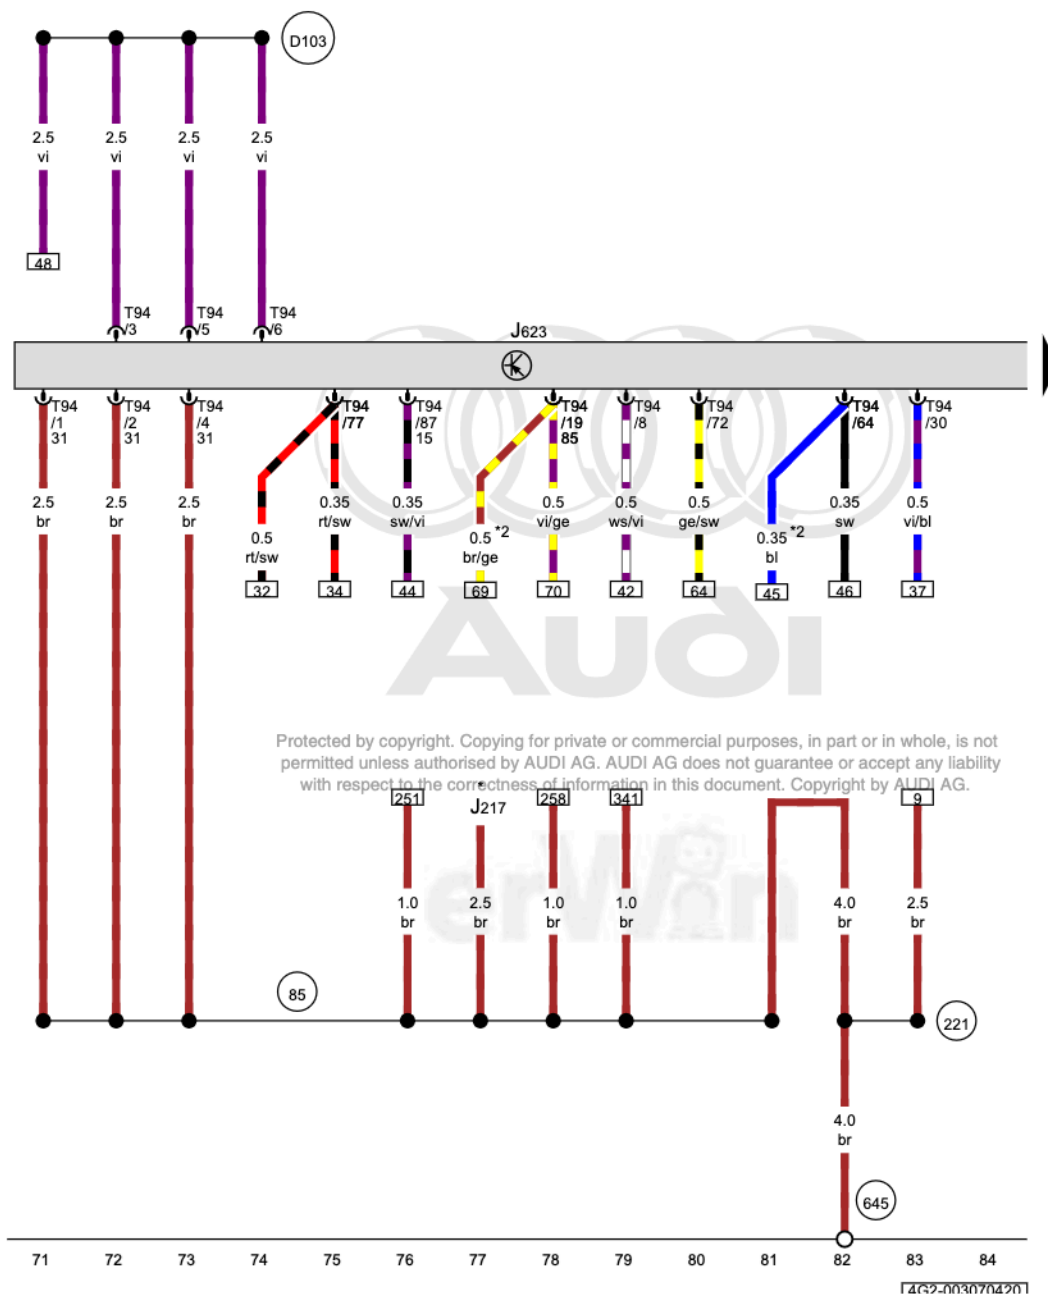 D103
2.5 2.5 2.5 2.5
vi vi vi vi
48
T94 T94 T94
/3 /5 /6
J623
T94 T94 T94 T94 T94 T94 T94 T94 T94 T94
/1 /2 /4 /77 /87 /19 /8 /72 /64 /30
31 31 31 15 85
2.5 2.5 2.5 0.35 0.35 0.5 0.5 0.5 0.35 0.5
br br br rt/sw sw/vi vi/ge ws/vi ge/sw sw vi/bl
0.5 0.5 *2 0.35 *2
rt/sw br/ge bl
32 34 44 69 70 42 64 45 46 37
Audi
Protected by copyright. Copying for private or commercial purposes, in part or in whole, is not
permitted unless authorised by AUDI AG. AUDI AG does not guarantee or accept any liability
with respect to the correctness of information in this document. Copyright by AUDI AG.
251 258 341 9
J217
erWin
1.0 2.5 1.0 1.0 4.0 2.5
br br br br br br
85
221
4.0
br
645
71 72 73 74 75 76 77 78 79 80 81 82 83 84
4G2-003070420